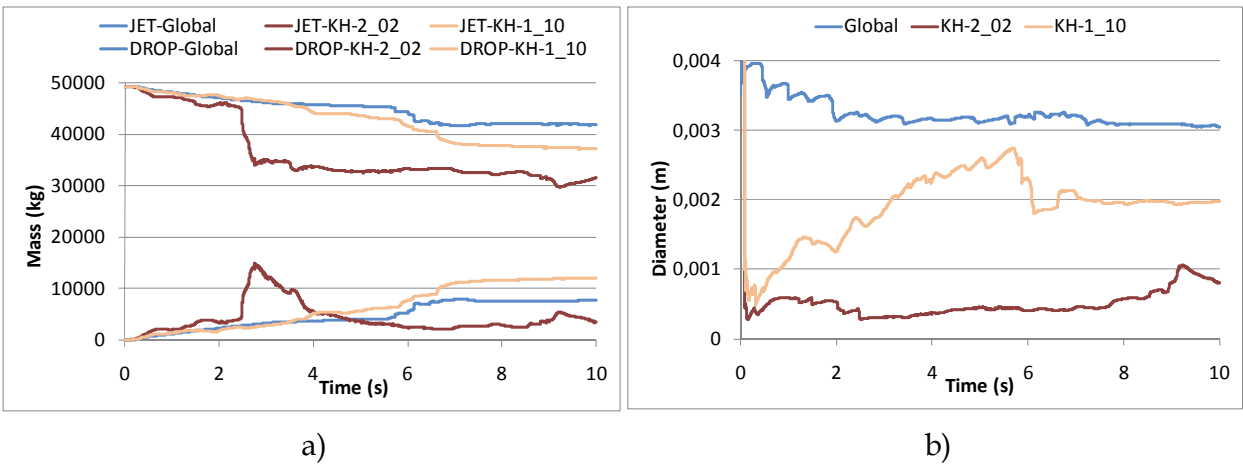 JET-Global JET-KH-2_02 JET-KH-1_10
DROP-Global DROP-KH-2_02 DROP-KH-1_10
50000
40000
30000
20000
10000
0
Mass (kg)
0 2 4 6 8 10
Time (s)
a)
Global KH-2_02 KH-1_10
0,004
0,003
0,002
0,001
0
Diameter (m)
0 2 4 6 8 10
Time (s)
b)